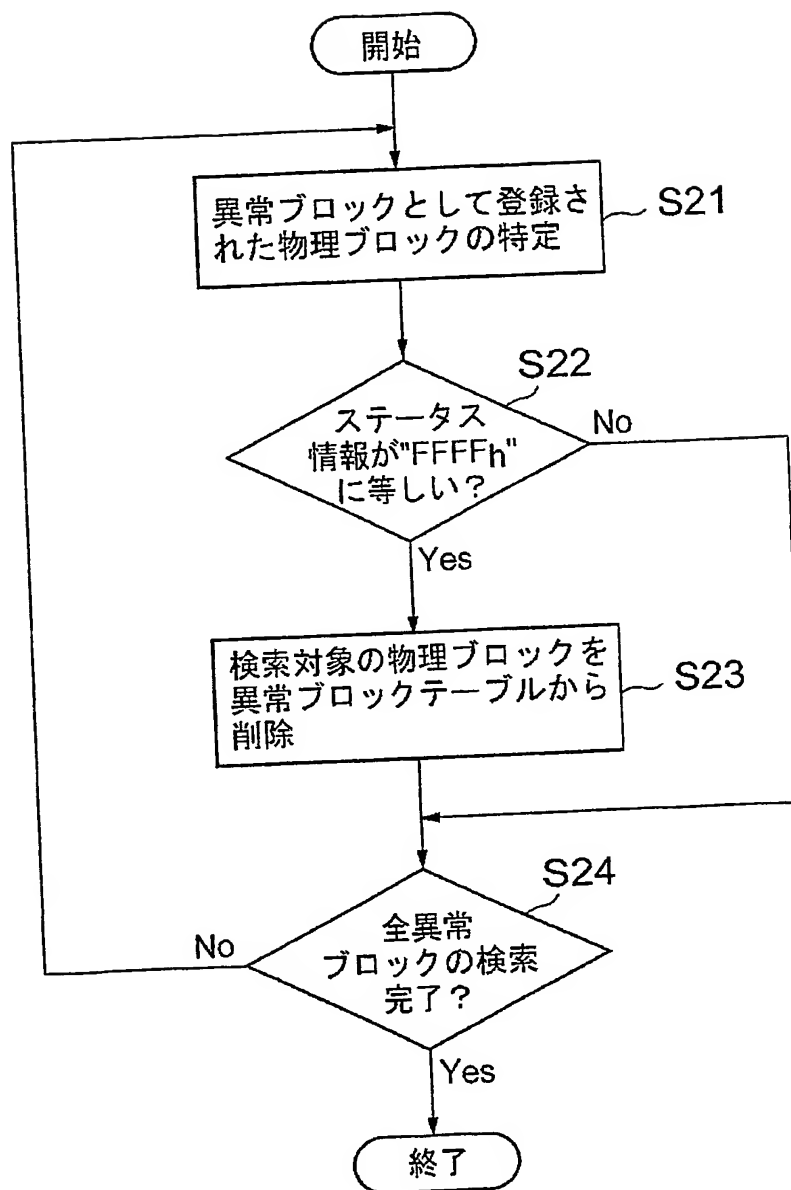 開始
異常ブロックとして登録さ
れた物理ブロックの特定
S21
S22
ステータス
情報が"FFFFh"
に等しい？
No
Yes
検索対象の物理ブロックを
異常ブロックテーブルから
削除
S23
S24
全異常
ブロックの検索
完了？
No
Yes
終了